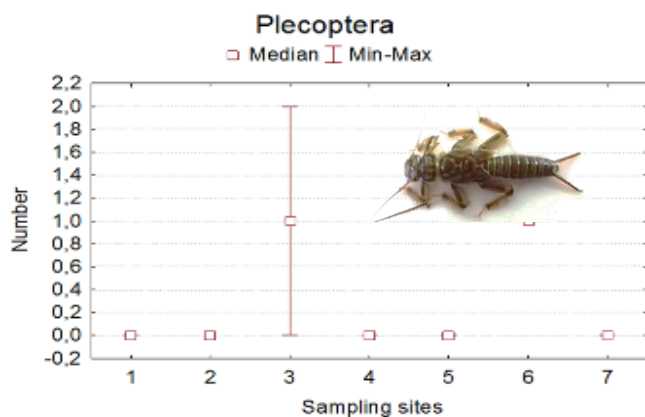 Plecoptera
Median Min-Max
2,2
2,0
1,8
1,6
1,4
1,2
1,0
0,8
0,6
0,4
0,2
0,0
-0,2
Number
1 2 3 4 5 6 7
Sampling sites